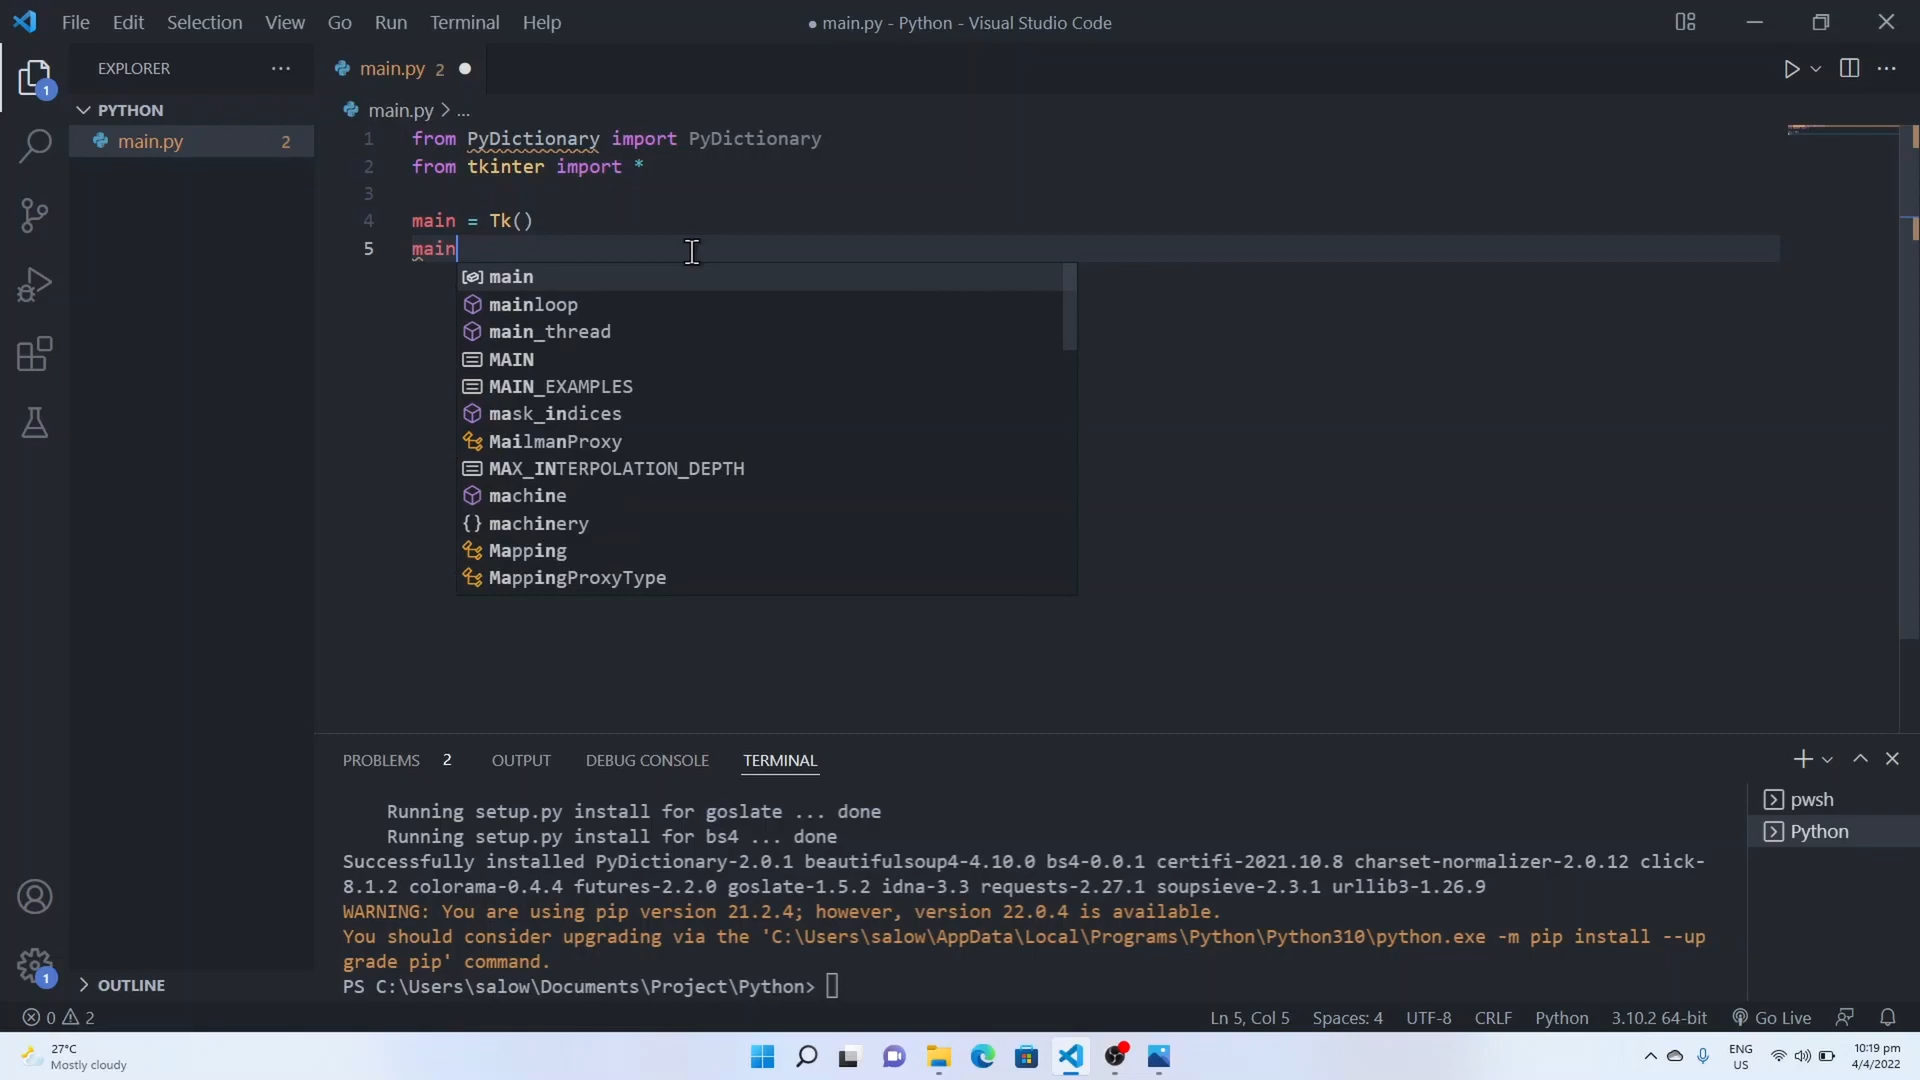 File Edit Selection View Go Run Terminal Help
● main.py - Python - Visual Studio Code
EXPLORER ...
main.py 2 ●
1
PYTHON
main.py 2
main.py > ...
1 from PyDictionary import PyDictionary
2 from tkinter import *
3
4 main = Tk()
5 main
main
mainloop
main_thread
MAIN
MAIN_EXAMPLES
mask_indices
MailmanProxy
MAX_INTERPOLATION_DEPTH
machine
{} machinery
Mapping
MappingProxyType
PROBLEMS 2 OUTPUT DEBUG CONSOLE TERMINAL
Running setup.py install for goslate ... done
Running setup.py install for bs4 ... done
Successfully installed PyDictionary-2.0.1 beautifulsoup4-4.10.0 bs4-0.0.1 certifi-2021.10.8 charset-normalizer-2.0.12 click-
8.1.2 colorama-0.4.4 futures-2.2.0 goslate-1.5.2 idna-3.3 requests-2.27.1 soupsieve-2.3.1 urllib3-1.26.9
WARNING: You are using pip version 21.2.4; however, version 22.0.4 is available.
You should consider upgrading via the 'C:\Users\salow\AppData\Local\Programs\Python\Python310\python.exe -m pip install --up
grade pip' command.
PS C:\Users\salow\Documents\Project\Python>
pwsh
Python
1
OUTLINE
0 2
Ln 5, Col 5 Spaces: 4 UTF-8 CRLF Python 3.10.2 64-bit Go Live
27°C
Mostly cloudy
ENG
US
10:19 pm
4/4/2022